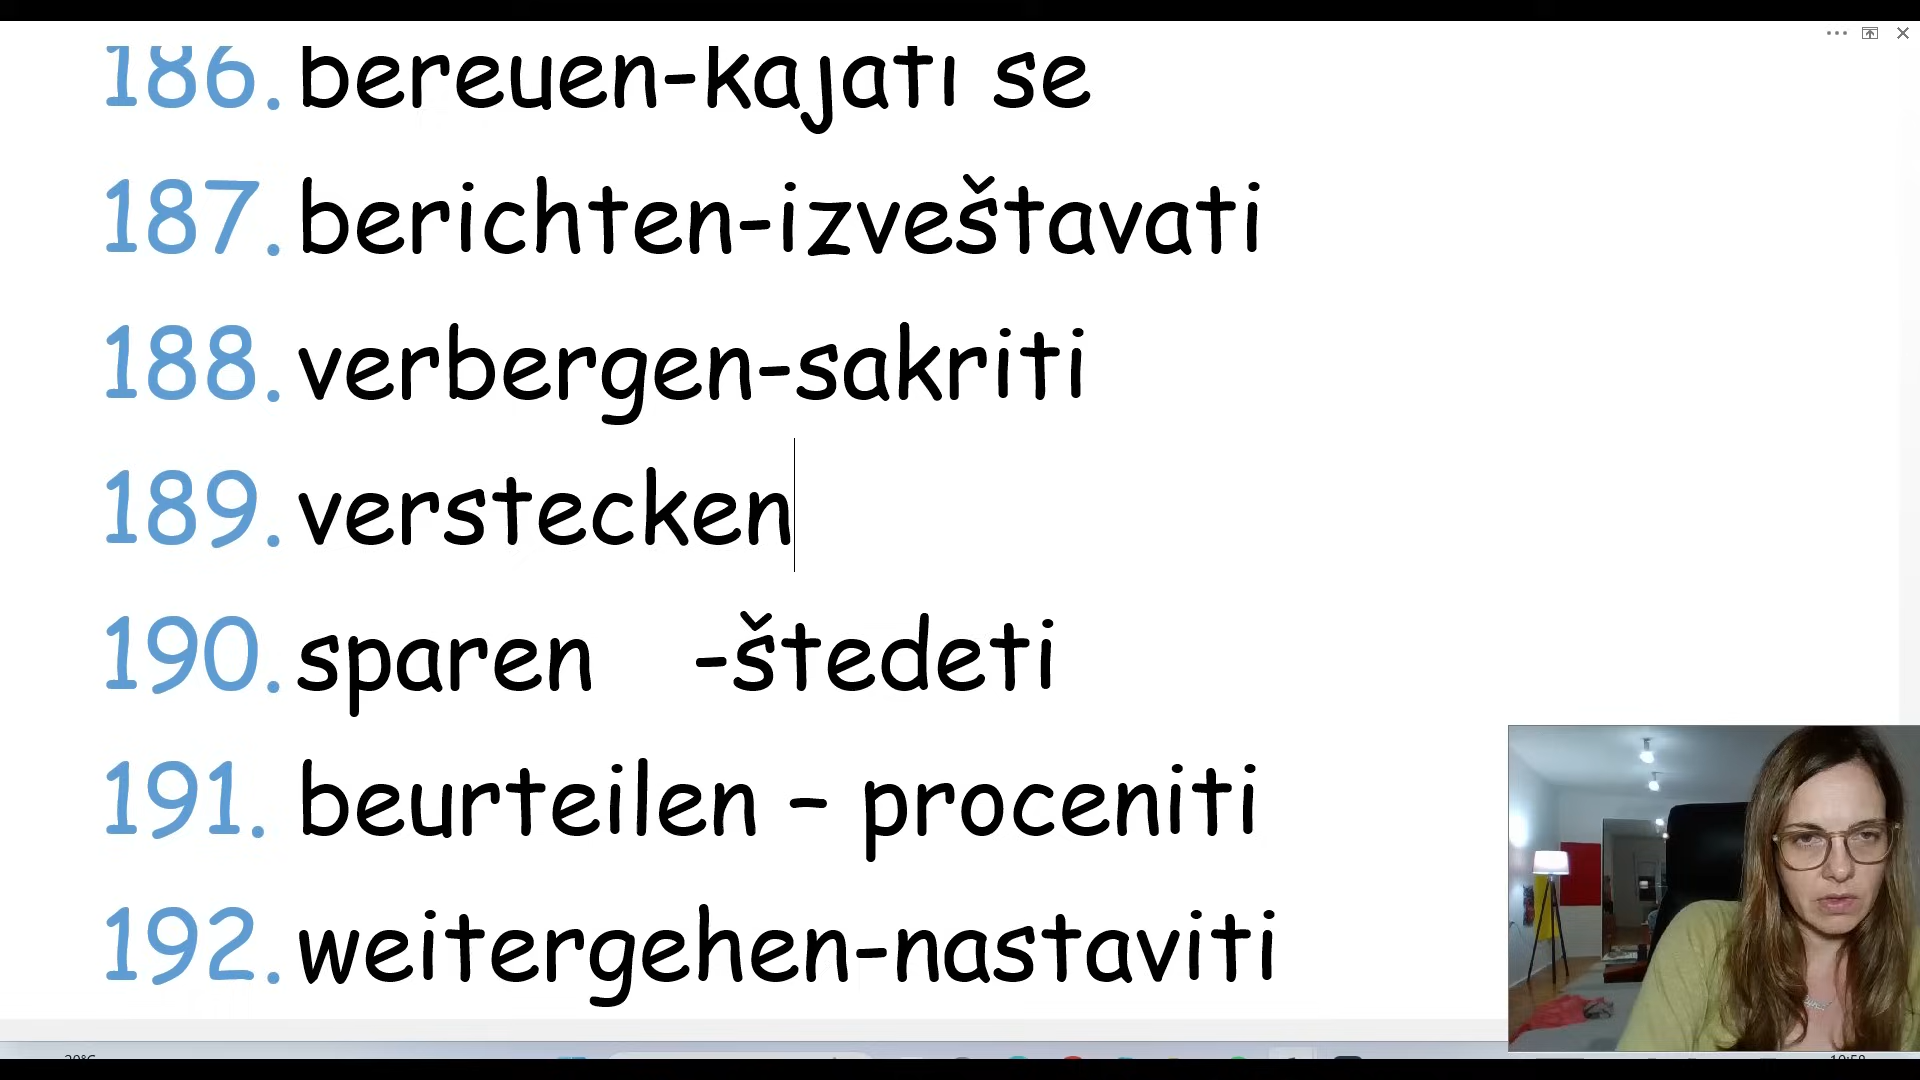 186. bereuen-kajati se
187. berichten-izveštavati
188. verbergen-sakriti
189. verstecken
190. sparen -štedeti
191. beurteilen – proceniti
192. weitergehen-nastaviti